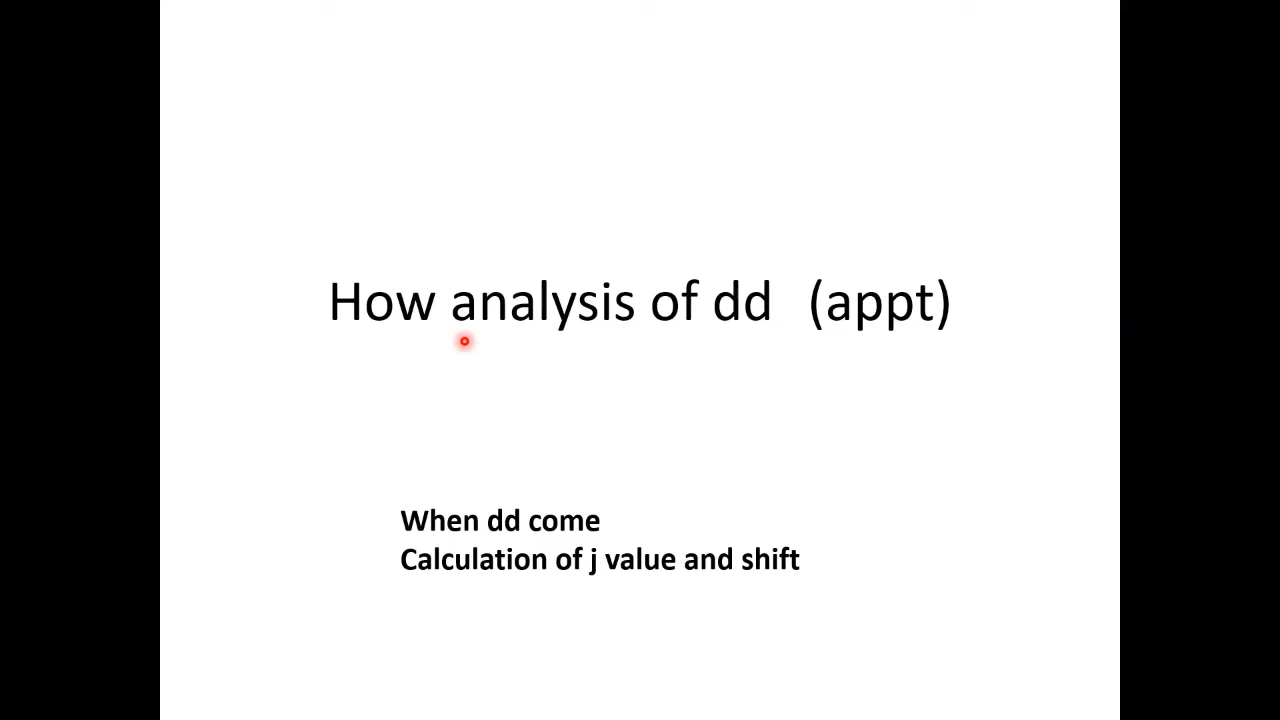 How analysis of dd (appt)
When dd come
Calculation of j value and shift